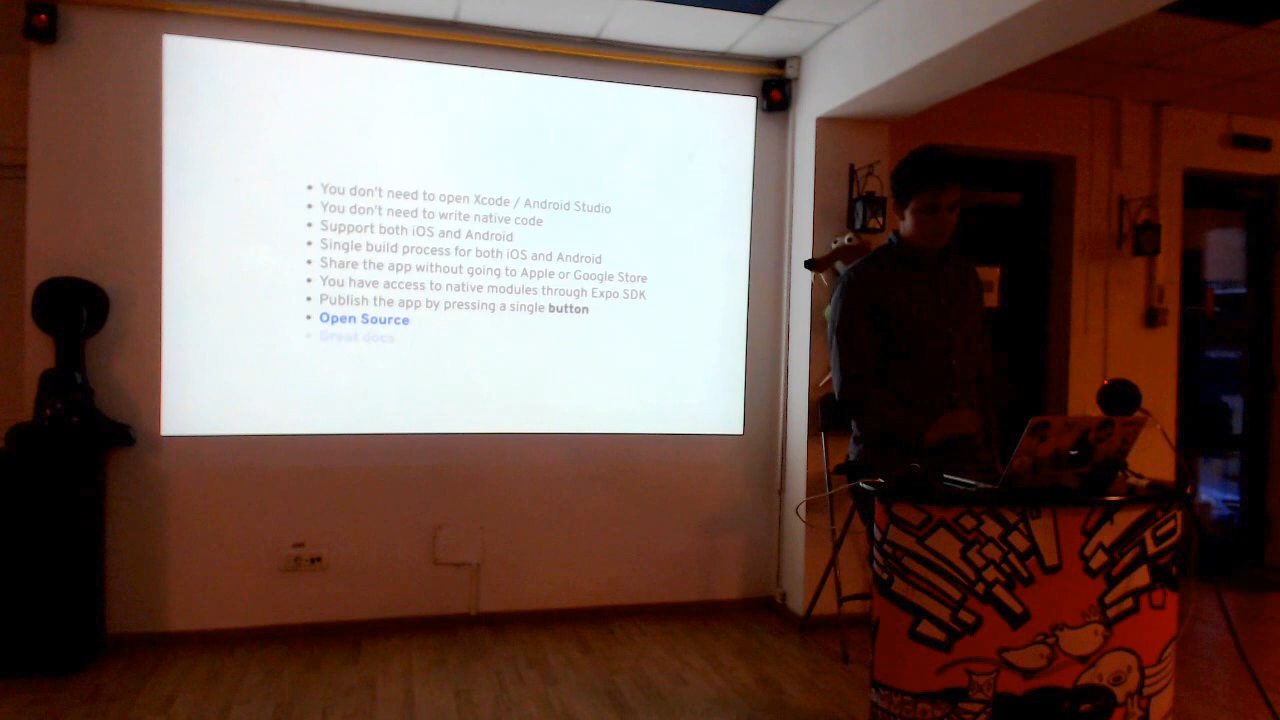 • You don't need to open Xcode / Android Studio
• You don't need to write native code
• Support both iOS and Android
• Single build process for both iOS and Android
• Share the app without going to Apple or Google Store
• You have access to native modules through Expo SDK
• Publish the app by pressing a single button
• Open Source
• Great docs